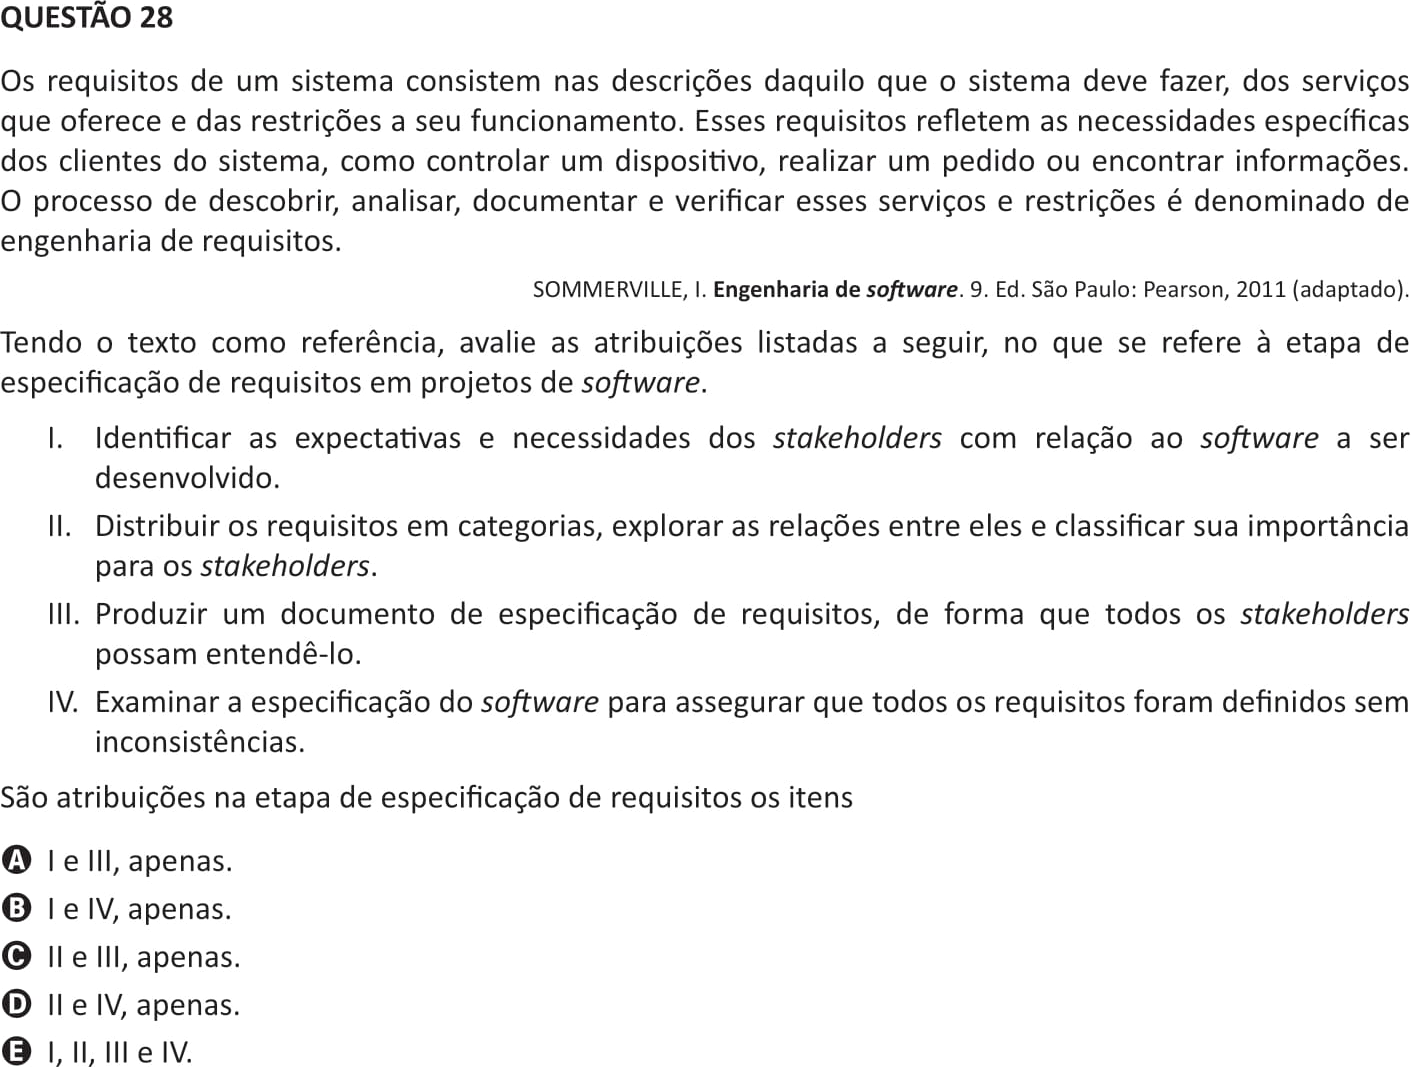 QUESTÃO 28
Os requisitos de um sistema consistem nas descrições daquilo que o sistema deve fazer, dos serviços
que oferece e das restrições a seu funcionamento. Esses requisitos refletem as necessidades específicas
dos clientes do sistema, como controlar um dispositivo, realizar um pedido ou encontrar informações.
O processo de descobrir, analisar, documentar e verificar esses serviços e restrições é denominado de
engenharia de requisitos.
SOMMERVILLE, I. Engenharia de software. 9. Ed. São Paulo: Pearson, 2011 (adaptado).
Tendo o texto como referência, avalie as atribuições listadas a seguir, no que se refere à etapa de
especificação de requisitos em projetos de software.
I. Identificar as expectativas e necessidades dos stakeholders com relação ao software a ser
desenvolvido.
II. Distribuir os requisitos em categorias, explorar as relações entre eles e classificar sua importância
para os stakeholders.
III. Produzir um documento de especificação de requisitos, de forma que todos os stakeholders
possam entendê-lo.
IV. Examinar a especificação do software para assegurar que todos os requisitos foram definidos sem
inconsistências.
São atribuições na etapa de especificação de requisitos os itens
A I e III, apenas.
B I e IV, apenas.
C II e III, apenas.
D II e IV, apenas.
E I, II, III e IV.